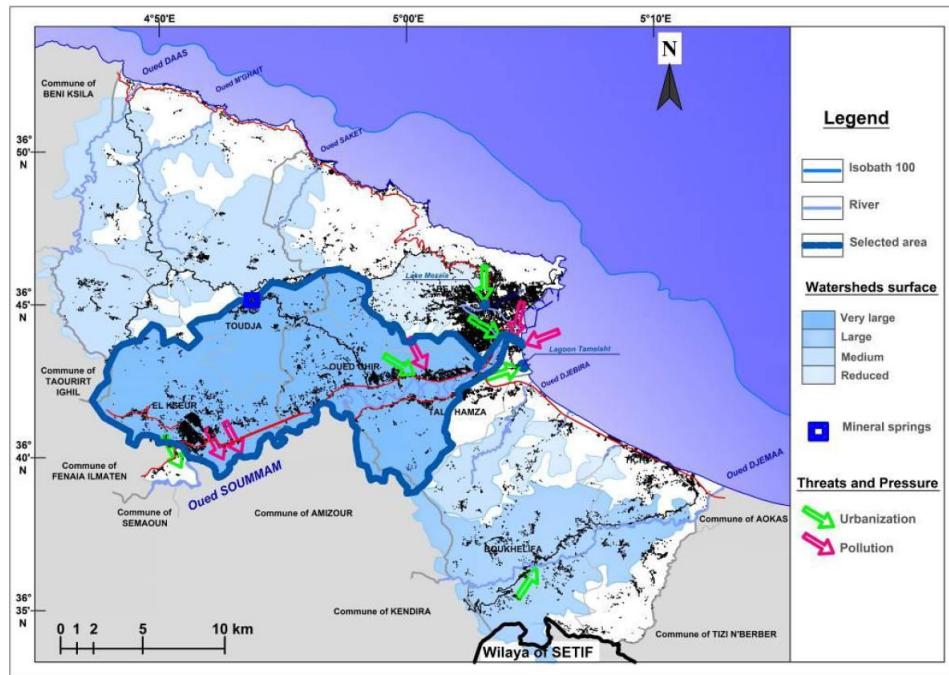 4°50'E
5°00'E
5°10'E
N
Oued DAAS
Oued M'GRAIT
Oued SAKET
Commune of
BENI KSILA
36°
50'
N
Lake Mezaia
36°
45'
N
TOUDJA
Lagoon Tamelaht
OUED GHIR
Oued DJEBIRA
Commune of
TAOURIRT
IGHIL
EL KSEUR
TALA HAMZA
36°
40'
N
Commune of
FENAIA ILMATEN
Oued SOUMMAM
Oued DJEMAA
Commune of
SEMAOUN
Commune of AMIZOUR
Commune of AOKAS
BOUKHELIFA
36°
35'
N
Commune of KENDIRA
Commune of TIZI N'BERBER
Wilaya of SETIF
0 1 2 5 10 km
Legend
Isobath 100
River
Selected area
Watersheds surface
Very large
Large
Medium
Reduced
Mineral springs
Threats and Pressure
Urbanization
Pollution